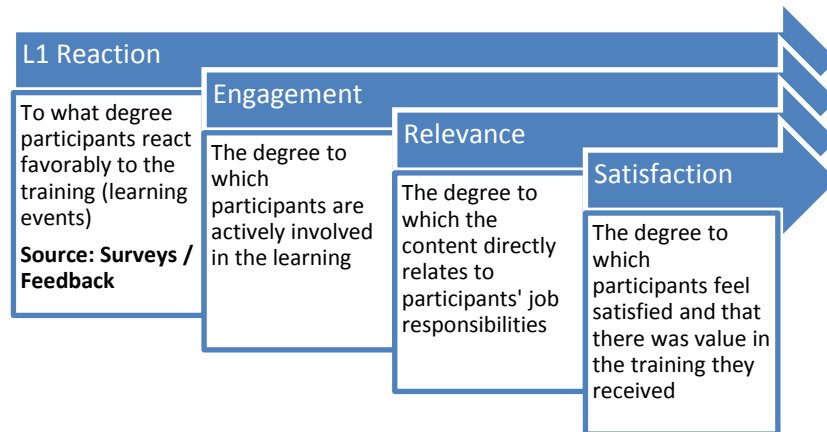 L1 Reaction
To what degree
participants react
favorably to the
training (learning
events)
Source: Surveys /
Feedback
Engagement
The degree to
which
participants are
actively involved
in the learning
Relevance
The degree to
which the
content directly
relates to
participants' job
responsibilities
Satisfaction
The degree to
which
participants feel
satisfied and that
there was value in
the training they
received